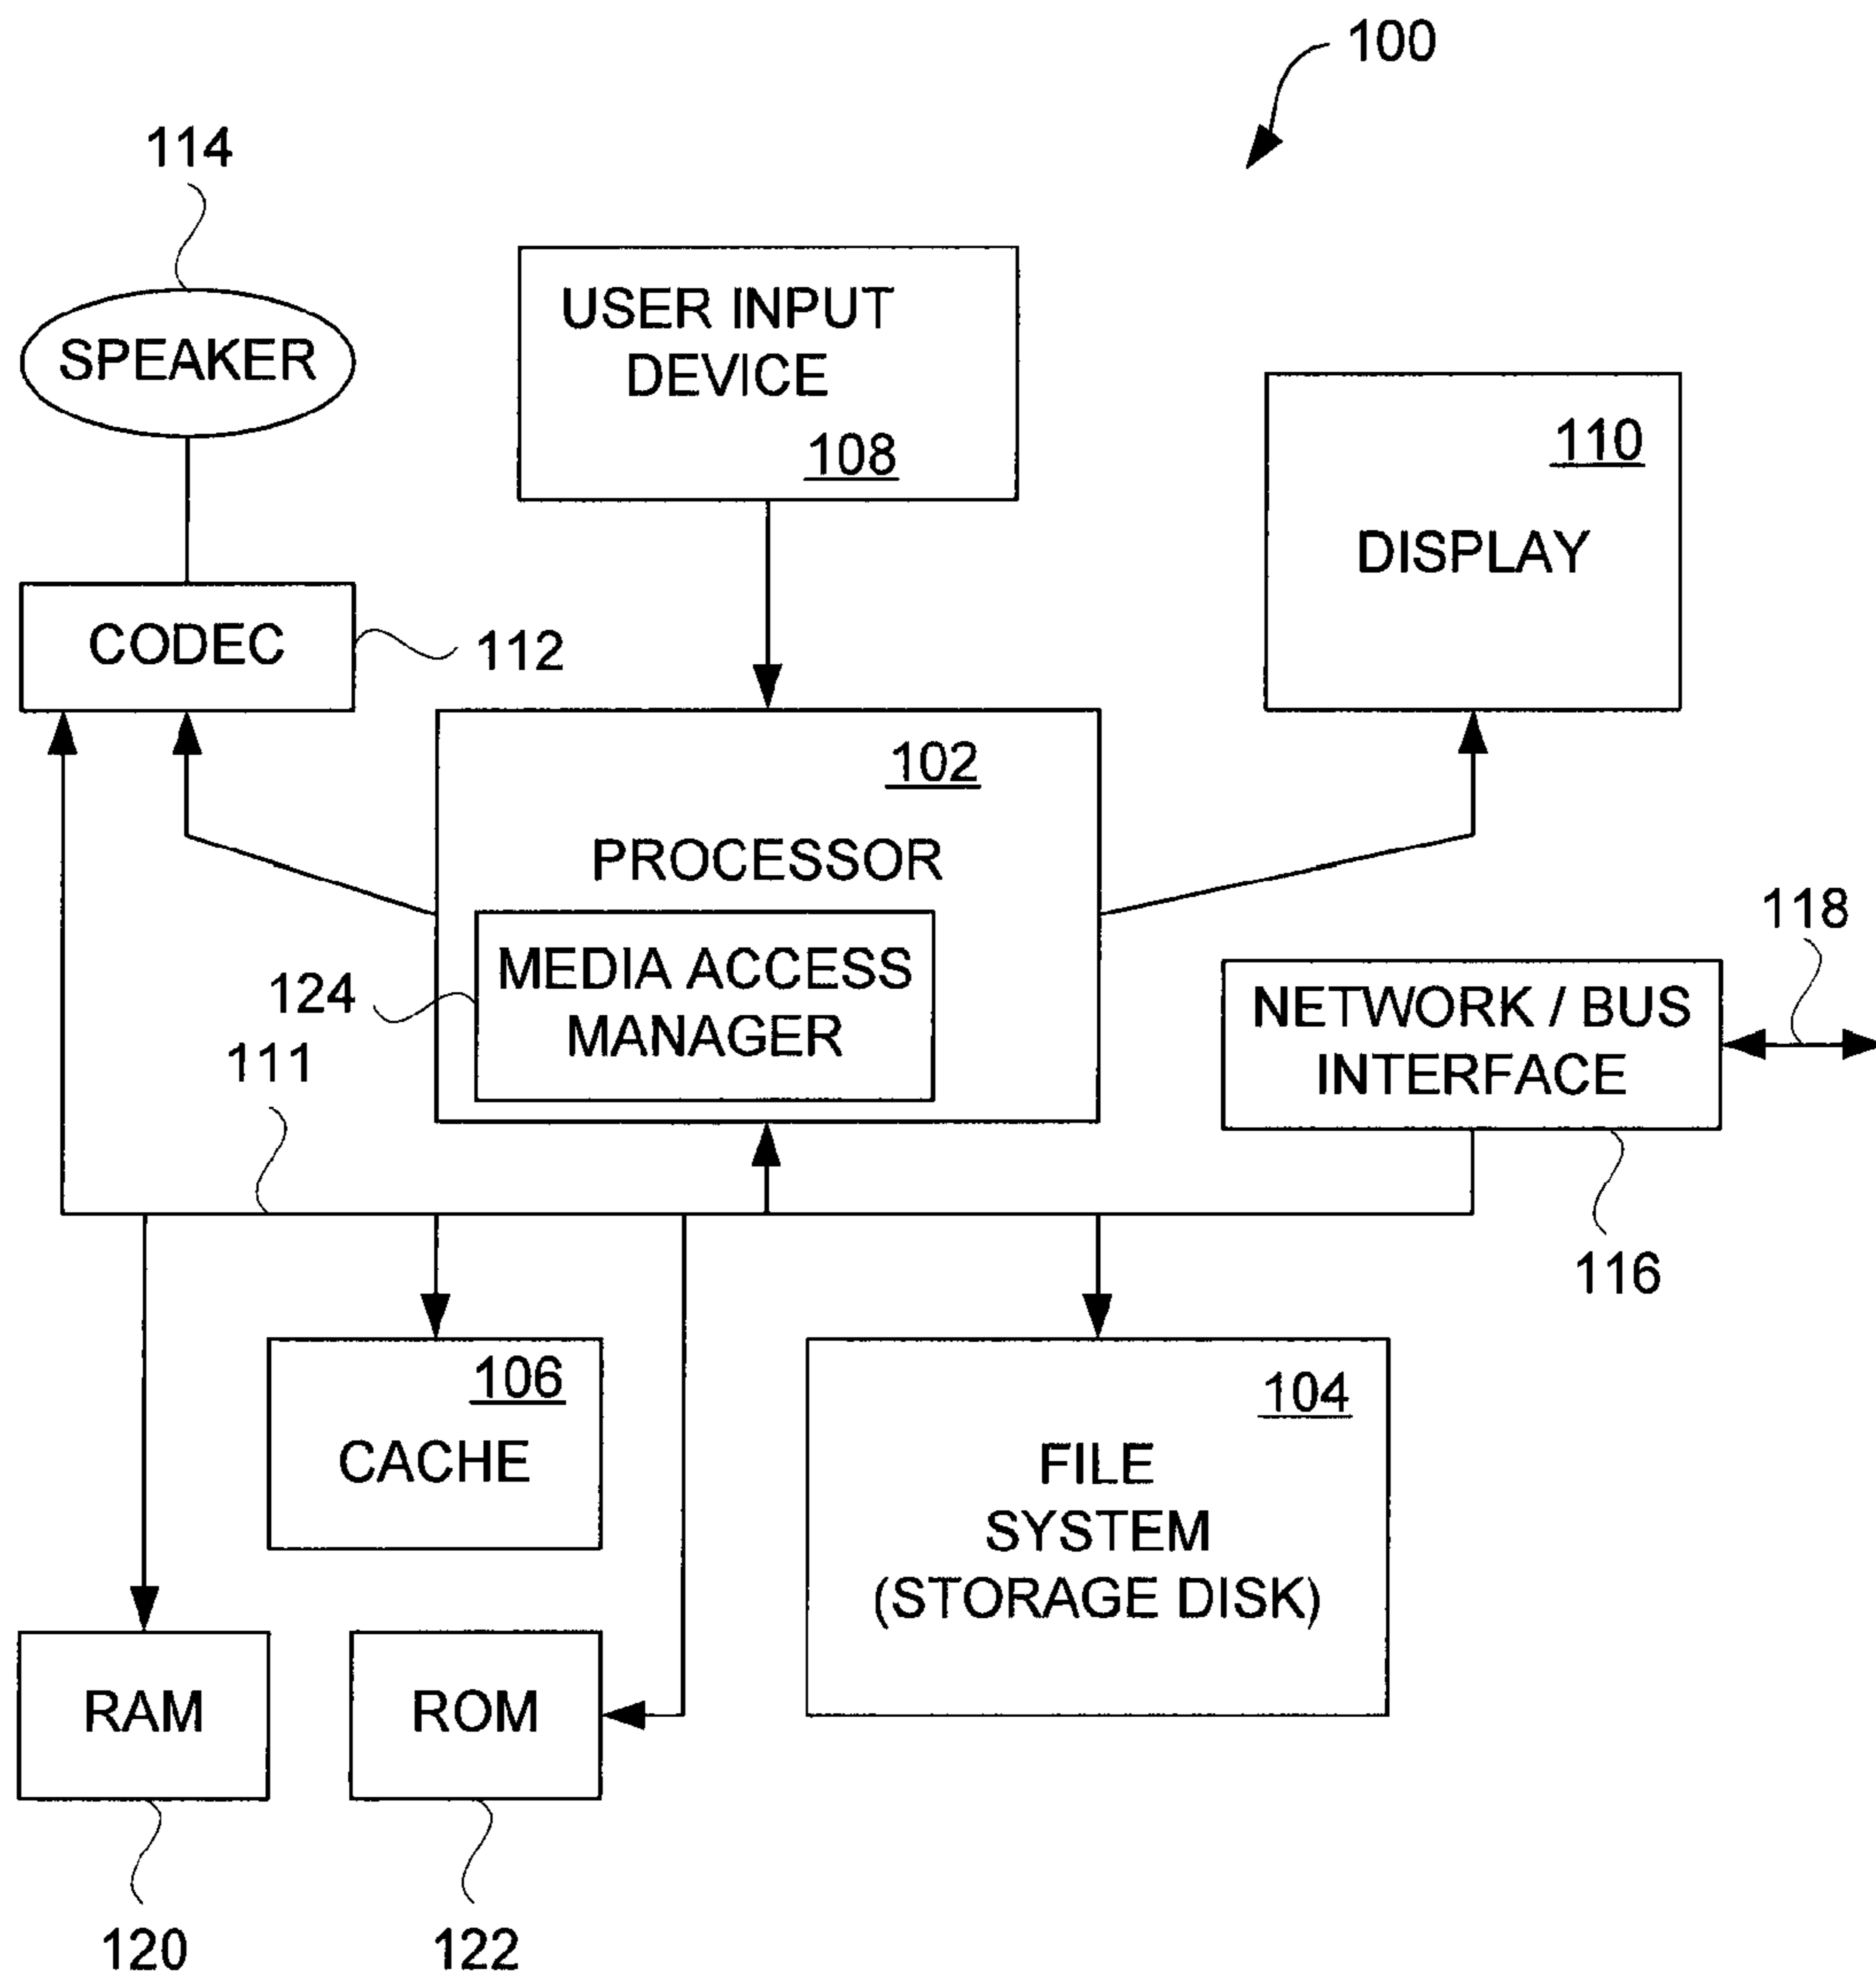 100
114
SPEAKER
USER INPUT
DEVICE
108
110
DISPLAY
CODEC
112
102
PROCESSOR
MEDIA ACCESS
MANAGER
124
111
118
NETWORK / BUS
INTERFACE
116
106
CACHE
104
FILE
SYSTEM
(STORAGE DISK)
RAM
ROM
120
122